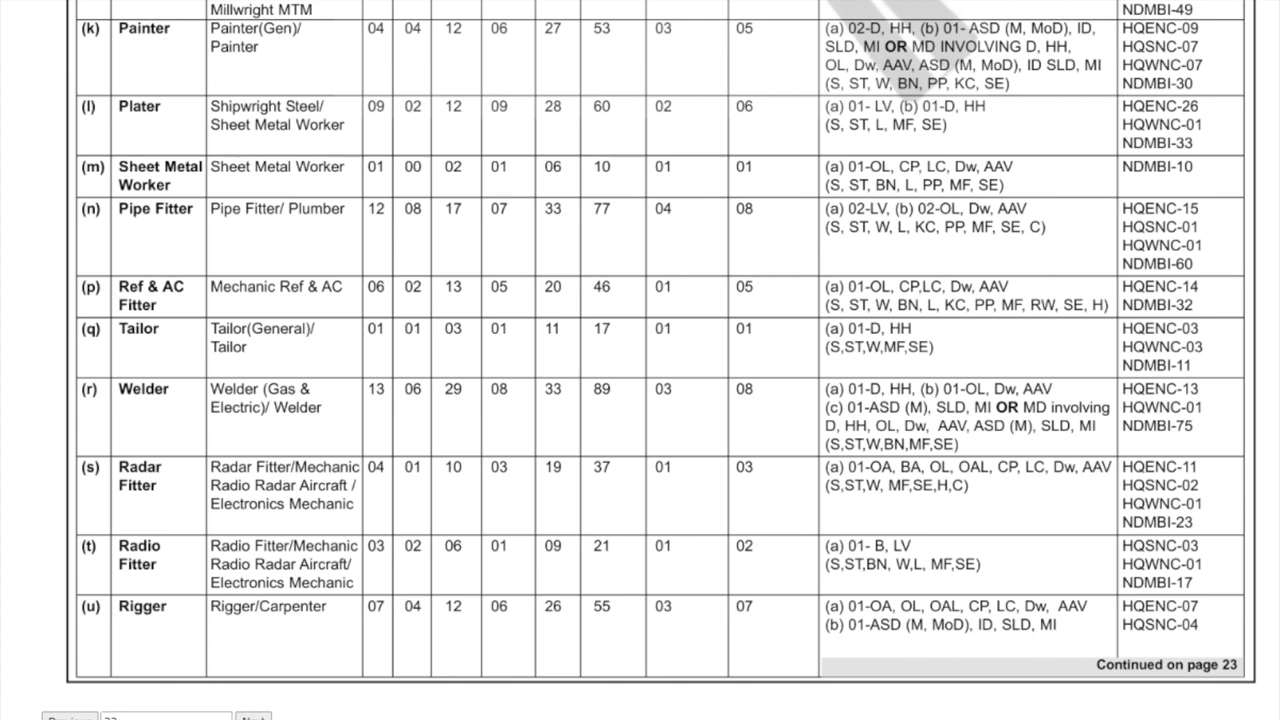 Millwright MTM NDMBI-49
(k) Painter Painter(Gen)/ 04 04 12 06 27 53 03 05 (a) 02-D, HH, (b) 01- ASD (M, MoD), ID, HQENC-09
Painter SLD, MI OR MD INVOLVING D, HH, HQSNC-07
OL, Dw, AAV, ASD (M, MoD), ID SLD, MI HQWNC-07
(S, ST, W, BN, PP, KC, SE) NDMBI-30
(l) Plater Shipwright Steel/ 09 02 12 09 28 60 02 06 (a) 01- LV, (b) 01-D, HH HQENC-26
Sheet Metal Worker (S, ST, L, MF, SE) HQWNC-01
NDMBI-33
(m) Sheet Metal Sheet Metal Worker 01 00 02 01 06 10 01 01 (a) 01-OL, CP, LC, Dw, AAV NDMBI-10
Worker (S, ST, BN, L, PP, MF, SE)
(n) Pipe Fitter Pipe Fitter/ Plumber 12 08 17 07 33 77 04 08 (a) 02-LV, (b) 02-OL, Dw, AAV HQENC-15
(S, ST, W, L, KC, PP, MF, SE, C) HQSNC-01
HQWNC-01
NDMBI-60
(p) Ref & AC Mechanic Ref & AC 06 02 13 05 20 46 01 05 (a) 01-OL, CP,LC, Dw, AAV HQENC-14
Fitter (S, ST, W, BN, L, KC, PP, MF, RW, SE, H) NDMBI-32
(q) Tailor Tailor(General)/ 01 01 03 01 11 17 01 01 (a) 01-D, HH HQENC-03
Tailor (S,ST,W,MF,SE) HQWNC-03
NDMBI-11
(r) Welder Welder (Gas & 13 06 29 08 33 89 03 08 (a) 01-D, HH, (b) 01-OL, Dw, AAV HQENC-13
Electric)/ Welder (c) 01-ASD (M), SLD, MI OR MD involving HQWNC-01
D, HH, OL, Dw, AAV, ASD (M), SLD, MI NDMBI-75
(S,ST,W,BN,MF,SE)
(s) Radar Radar Fitter/Mechanic 04 01 10 03 19 37 01 03 (a) 01-OA, BA, OL, OAL, CP, LC, Dw, AAV HQENC-11
Fitter Radio Radar Aircraft / (S,ST,W, MF,SE,H,C) HQSNC-02
Electronics Mechanic HQWNC-01
NDMBI-23
(t) Radio Radio Fitter/Mechanic 03 02 06 01 09 21 01 02 (a) 01- B, LV HQSNC-03
Fitter Radio Radar Aircraft/ (S,ST,BN, W,L, MF,SE) HQWNC-01
Electronics Mechanic NDMBI-17
(u) Rigger Rigger/Carpenter 07 04 12 06 26 55 03 07 (a) 01-OA, OL, OAL, CP, LC, Dw, AAV HQENC-07
(b) 01-ASD (M, MoD), ID, SLD, MI HQSNC-04
Continued on page 23